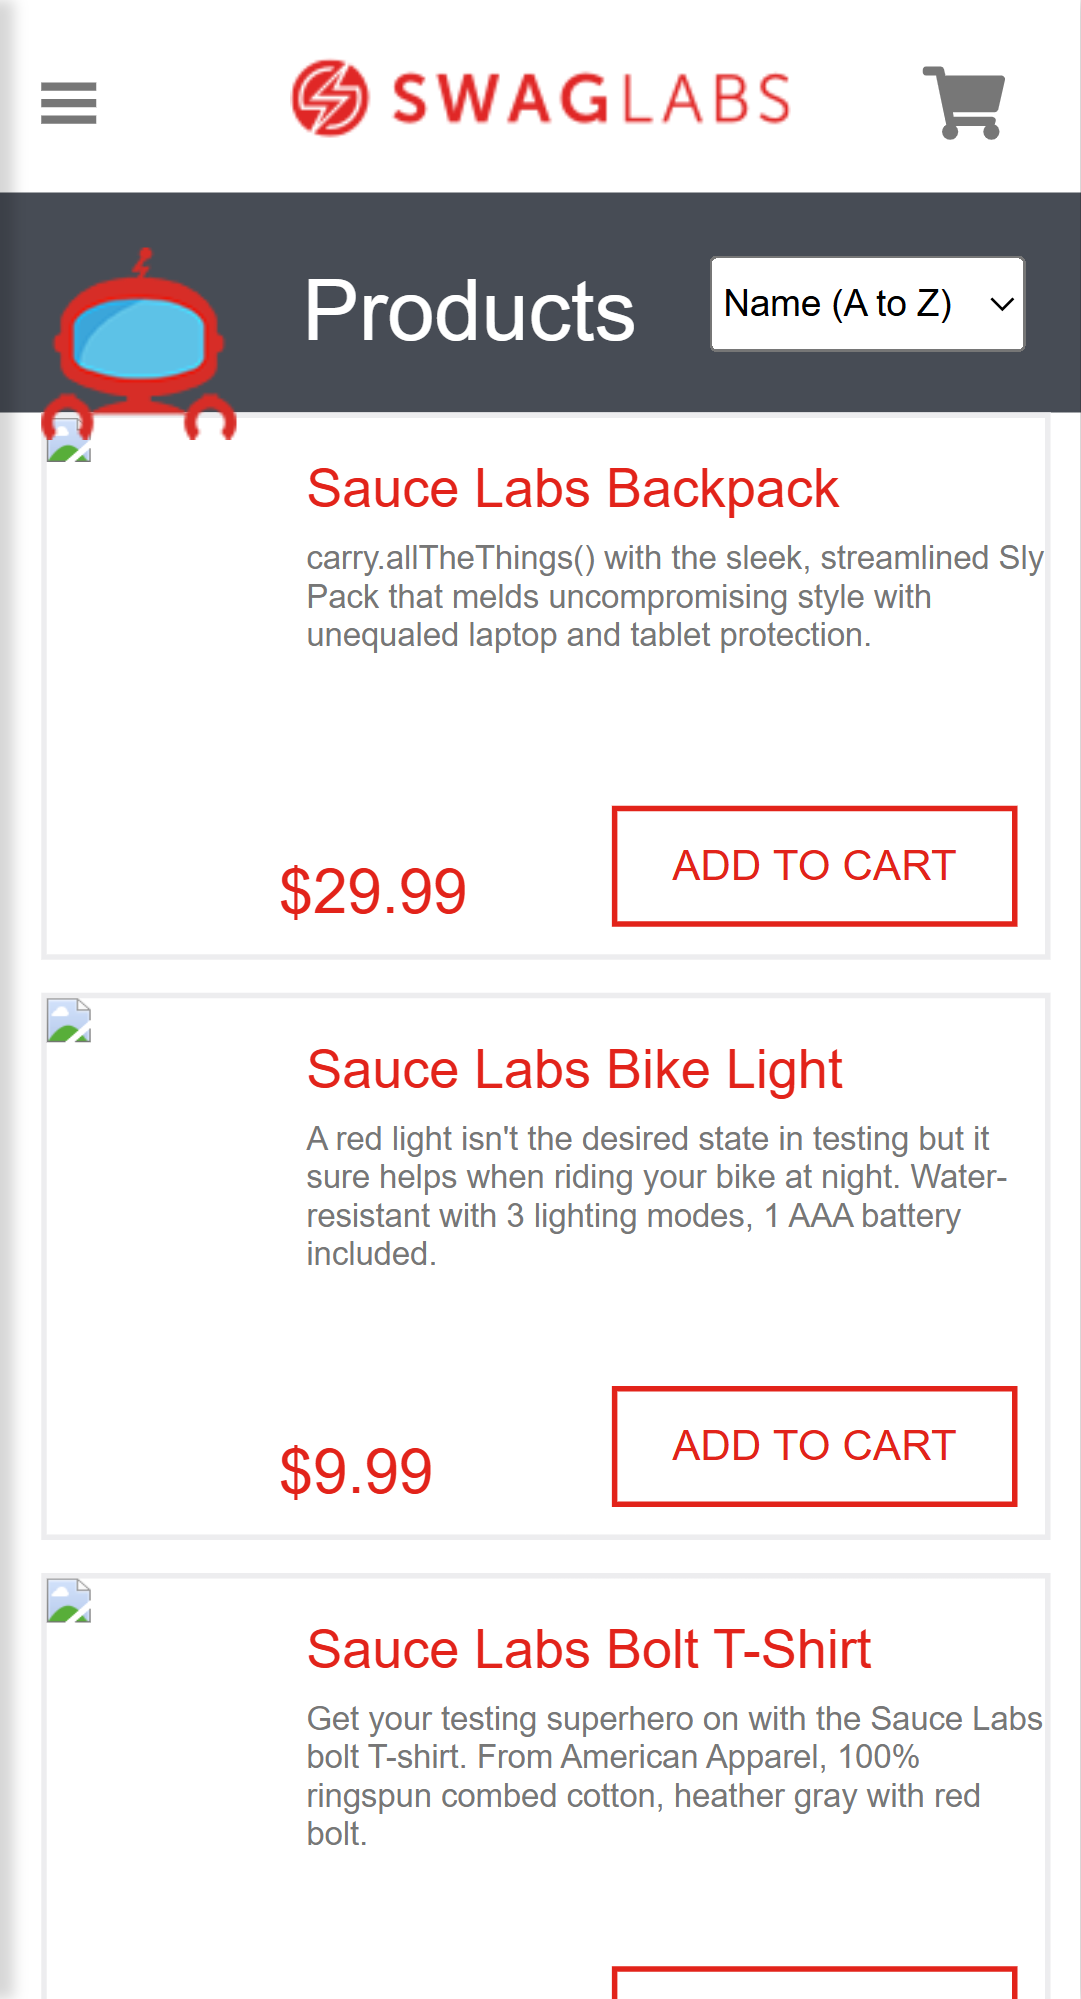 SWAGLABS
Products
Name (A to Z)
Sauce Labs Backpack
carry.allTheThings() with the sleek, streamlined Sly
Pack that melds uncompromising style with
unequaled laptop and tablet protection.
$29.99
ADD TO CART
Sauce Labs Bike Light
A red light isn't the desired state in testing but it
sure helps when riding your bike at night. Water-
resistant with 3 lighting modes, 1 AAA battery
included.
$9.99
ADD TO CART
Sauce Labs Bolt T-Shirt
Get your testing superhero on with the Sauce Labs
bolt T-shirt. From American Apparel, 100%
ringspun combed cotton, heather gray with red
bolt.